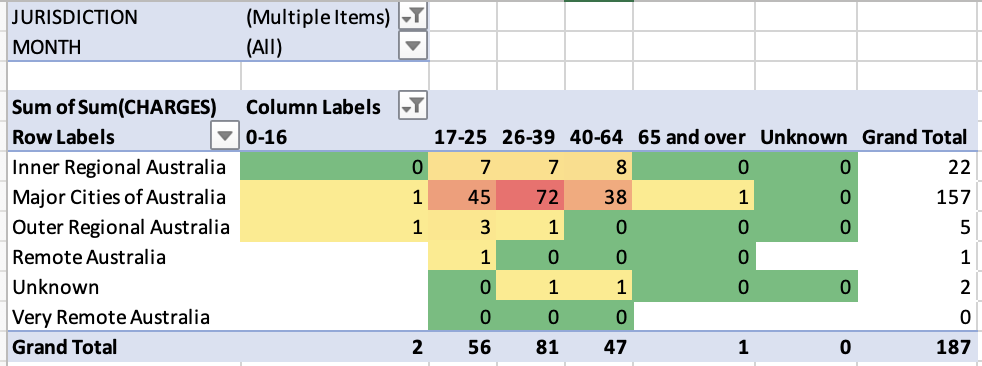 JURISDICTION (Multiple Items)
MONTH (All)
Sum of Sum(CHARGES) Column Labels
Row Labels 0-16 17-25 26-39 40-64 65 and over Unknown Grand Total
Inner Regional Australia 0 7 7 8 0 0 22
Major Cities of Australia 1 45 72 38 1 0 157
Outer Regional Australia 1 3 1 0 0 0 5
Remote Australia 1 0 0 0 1
Unknown 0 1 1 0 0 2
Very Remote Australia 0 0 0 0
Grand Total 2 56 81 47 1 0 187